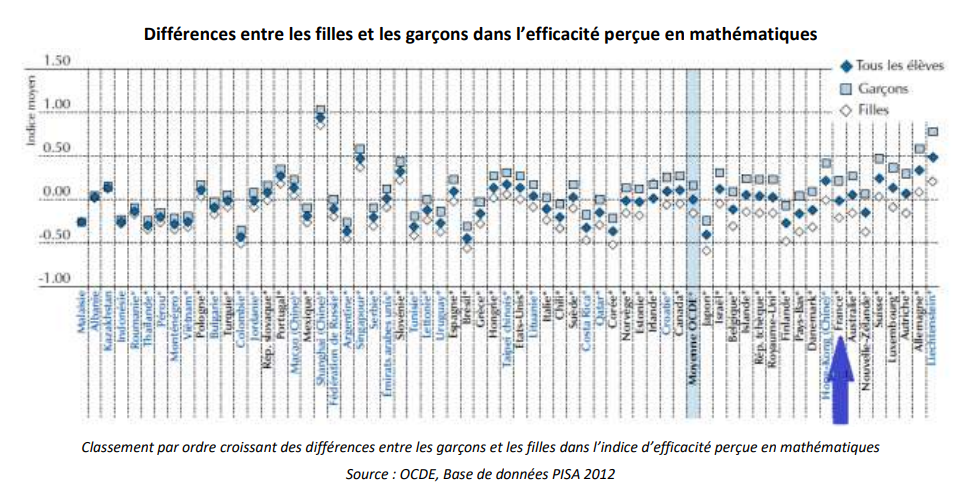 Différences entre les filles et les garçons dans l’efficacité perçue en mathématiques
1.50
1.00
0.50
0.00
-0.50
-1.00
Indice moyen
Tous les élèves
Garçons
Filles
Malaisie
Albanie
Kazakhstan
Indonésie
Roumanie*
Thaïlande*
Pérou*
Monténégro*
Viêtnam*
Pologne*
Bulgarie*
Turquie*
Colombie*
Jordanie*
Rép. slovaque*
Portugal*
Macao (Chine)*
Mexique*
Shanghai (Chine)*
Fédération de Russie*
Argentine*
Singapour*
Serbie*
Émirats arabes unis*
Slovénie*
Tunisie*
Lettonie*
Uruguay*
Espagne*
Brésil*
Grèce*
Hongrie*
Taipei chinois*
États-Unis*
Lituanie*
Italie*
Chili*
Suède*
Costa Rica*
Qatar*
Corée*
Norvège*
Estonie*
Irlande*
Croatie*
Canada*
Moyenne OCDE*
Japon*
Israël*
Belgique*
Islande*
Rép. tchèque*
Royaume-Uni*
Finlande*
Pays-Bas*
Danemark*
Hong-Kong (Chine)*
France*
Australie*
Nouvelle-Zélande*
Suisse*
Luxembourg*
Autriche*
Allemagne*
Liechtenstein*
Classement par ordre croissant des différences entre les garçons et les filles dans l’indice d’efficacité perçue en mathématiques
Source : OCDE, Base de données PISA 2012